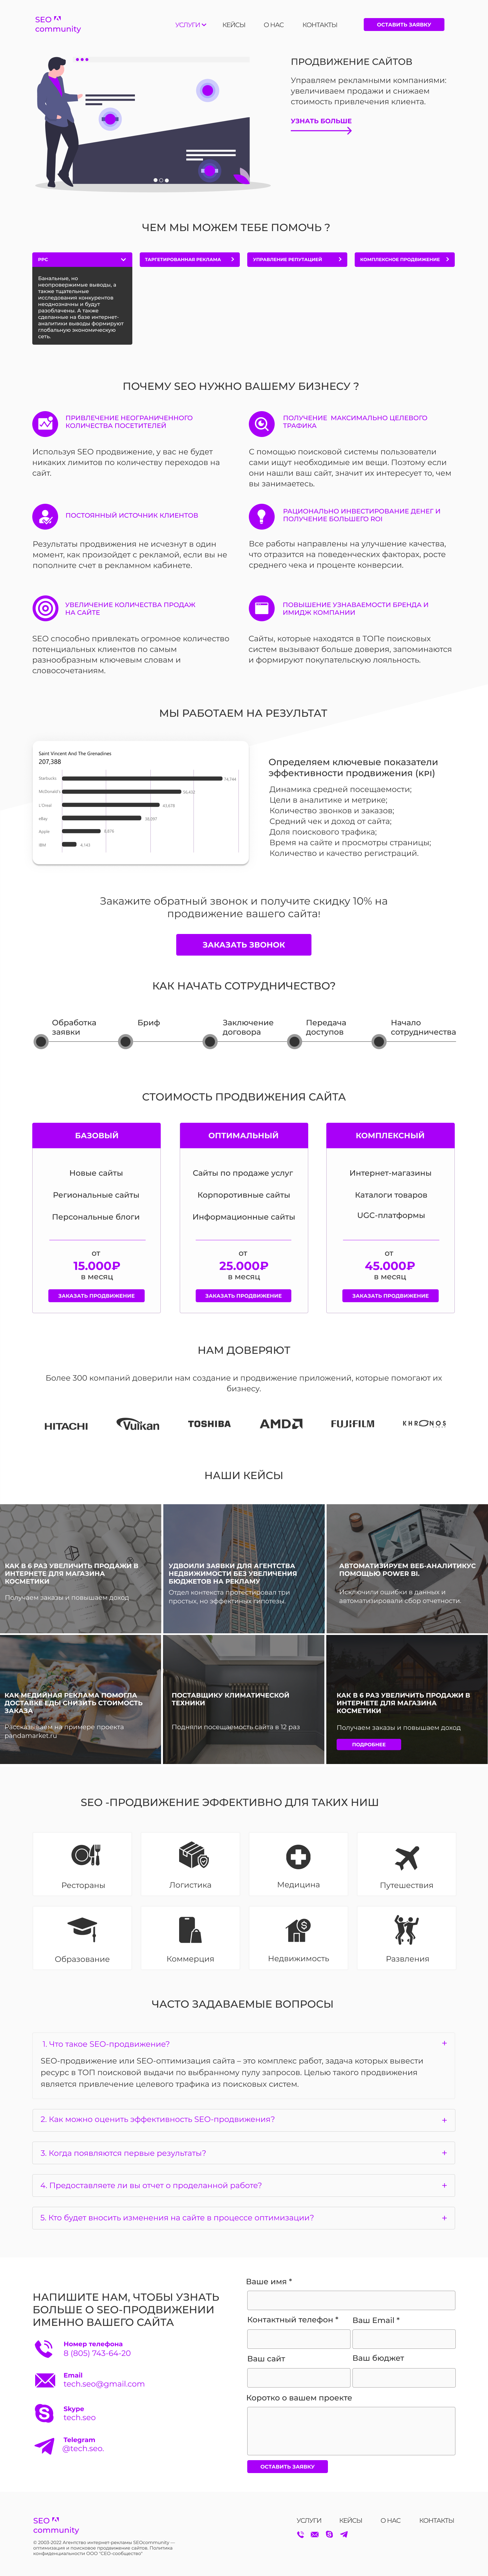 SEO
community
УСЛУГИ КЕЙСЫ О НАС КОНТАКТЫ ОСТАВИТЬ ЗАЯВКУ
ПРОДВИЖЕНИЕ САЙТОВ
Управляем рекламными компаниями:
увеличиваем продажи и снижаем
стоимость привлечения клиента.
УЗНАТЬ БОЛЬШЕ
ЧЕМ МЫ МОЖЕМ ТЕБЕ ПОМОЧЬ ?
PPC
ТАРГЕТИРОВАННАЯ РЕКЛАМА
УПРАВЛЕНИЕ РЕПУТАЦИЕЙ
КОМПЛЕКСНОЕ ПРОДВИЖЕНИЕ
Банальные, но
неопровержимые выводы, а
также тщательные
исследования конкурентов
неоднозначны и будут
разоблачены. А также
сделанные на базе интернет-
аналитики выводы формируют
глобальную экономическую
сеть.
ПОЧЕМУ SEO НУЖНО ВАШЕМУ БИЗНЕСУ ?
ПРИВЛЕЧЕНИЕ НЕОГРАНИЧЕННОГО
КОЛИЧЕСТВА ПОСЕТИТЕЛЕЙ
Используя SEO продвижение, у вас не будет
никаких лимитов по количеству переходов на
сайт.
ПОЛУЧЕНИЕ МАКСИМАЛЬНО ЦЕЛЕВОГО
ТРАФИКА
С помощью поисковой системы пользователи
сами ищут необходимые им вещи. Поэтому если
они нашли ваш сайт, значит их интересует то, чем
вы занимаетесь.
ПОСТОЯННЫЙ ИСТОЧНИК КЛИЕНТОВ
Результаты продвижения не исчезнут в один
момент, как произойдет с рекламой, если вы не
пополните счет в рекламном кабинете.
РАЦИОНАЛЬНО ИНВЕСТИРОВАНИЕ ДЕНЕГ И
ПОЛУЧЕНИЕ БОЛЬШЕГО ROI
Все работы направлены на улучшение качества,
что отразится на поведенческих факторах, росте
среднего чека и проценте конверсии.
УВЕЛИЧЕНИЕ КОЛИЧЕСТВА ПРОДАЖ
НА САЙТЕ
SEO способно привлекать огромное количество
потенциальных клиентов по самым
разнообразным ключевым словам и
словосочетаниям.
ПОВЫШЕНИЕ УЗНАВАЕМОСТИ БРЕНДА И
ИМИДЖ КОМПАНИИ
Сайты, которые находятся в ТОПе поисковых
систем вызывают больше доверия, запоминаются
и формируют покупательскую лояльность.
МЫ РАБОТАЕМ НА РЕЗУЛЬТАТ
Saint Vincent And The Grenadines
207,388
Starbucks 74,744
McDonald's 56,402
L'Oreal 43,678
eBay 38,097
Apple 8,876
IBM 4,143
Определяем ключевые показатели
эффективности продвижения (KPI)
Динамика средней посещаемости;
Цели в аналитике и метрике;
Количество звонков и заказов;
Средний чек и доход от сайта;
Доля поискового трафика;
Время на сайте и просмотры страницы;
Количество и качество регистраций.
Закажите обратный звонок и получите скидку 10% на
продвижение вашего сайта!
ЗАКАЗАТЬ ЗВОНОК
КАК НАЧАТЬ СОТРУДНИЧЕСТВО?
Обработка
заявки
Бриф
Заключение
договора
Передача
доступов
Начало
сотрудничества
СТОИМОСТЬ ПРОДВИЖЕНИЯ САЙТА
БАЗОВЫЙ
Новые сайты
Региональные сайты
Персональные блоги
от
15.000₽
в месяц
ЗАКАЗАТЬ ПРОДВИЖЕНИЕ
ОПТИМАЛЬНЫЙ
Сайты по продаже услуг
Корпоротивные сайты
Информационные сайты
от
25.000₽
в месяц
ЗАКАЗАТЬ ПРОДВИЖЕНИЕ
КОМПЛЕКСНЫЙ
Интернет-магазины
Каталоги товаров
UGC-платформы
от
45.000₽
в месяц
ЗАКАЗАТЬ ПРОДВИЖЕНИЕ
НАМ ДОВЕРЯЮТ
Более 300 компаний доверили нам создание и продвижение приложений, которые помогают их
бизнесу.
HITACHI Vulkan TOSHIBA AMD FUJIFILM KHRONOS
НАШИ КЕЙСЫ
КАК В 6 РАЗ УВЕЛИЧИТЬ ПРОДАЖИ В
ИНТЕРНЕТЕ ДЛЯ МАГАЗИНА
КОСМЕТИКИ
Получаем заказы и повышаем доход
УДВОИЛИ ЗАЯВКИ ДЛЯ АГЕНТСТВА
НЕДВИЖИМОСТИ БЕЗ УВЕЛИЧЕНИЯ
БЮДЖЕТОВ НА РЕКЛАМУ
Отдел контекста протестировал три
простых, но эффективных гипотезы.
АВТОМАТИЗИРУЕМ ВЕБ-АНАЛИТИКУС
ПОМОЩЬЮ POWER BI.
Исключили ошибки в данных и
автоматизировали сбор отчетности.
КАК МЕДИЙНАЯ РЕКЛАМА ПОМОГЛА
ДОСТАВКЕ ЕДЫ СНИЗИТЬ СТОИМОСТЬ
ЗАКАЗА
Рассказываем на примере проекта
pandamarket.ru
ПОСТАВЩИКУ КЛИМАТИЧЕСКОЙ
ТЕХНИКИ
Подняли посещаемость сайта в 12 раз
КАК В 6 РАЗ УВЕЛИЧИТЬ ПРОДАЖИ В
ИНТЕРНЕТЕ ДЛЯ МАГАЗИНА
КОСМЕТИКИ
Получаем заказы и повышаем доход
ПОДРОБНЕЕ
SEO -ПРОДВИЖЕНИЕ ЭФФЕКТИВНО ДЛЯ ТАКИХ НИШ
Рестораны
Логистика
Медицина
Путешествия
Образование
Коммерция
Недвижимость
Развления
ЧАСТО ЗАДАВАЕМЫЕ ВОПРОСЫ
1. Что такое SEO-продвижение? +
SEO-продвижение или SEO-оптимизация сайта – это комплекс работ, задача которых вывести
ресурс в ТОП поисковой выдачи по выбранному пулу запросов. Целью такого продвижения
является привлечение целевого трафика из поисковых систем.
2. Как можно оценить эффективность SEO-продвижения? +
3. Когда появляются первые результаты? +
4. Предоставляете ли вы отчет о проделанной работе? +
5. Кто будет вносить изменения на сайте в процессе оптимизации? +
НАПИШИТЕ НАМ, ЧТОБЫ УЗНАТЬ
БОЛЬШЕ О SEO-ПРОДВИЖЕНИИ
ИМЕННО ВАШЕГО САЙТА
Номер телефона
8 (805) 743-64-20
Email
tech.seo@gmail.com
Skype
tech.seo
Telegram
@tech.seo.
Ваше имя *
Контактный телефон *
Ваш Email *
Ваш сайт
Ваш бюджет
Коротко о вашем проекте
ОСТАВИТЬ ЗАЯВКУ
SEO
community
© 2003-2022 Агентство интернет-рекламы SEOкоммunity —
оптимизация и поисковое продвижение сайтов. Политика
конфиденциальности ООО "СЕО-сообщество"
УСЛУГИ КЕЙСЫ О НАС КОНТАКТЫ